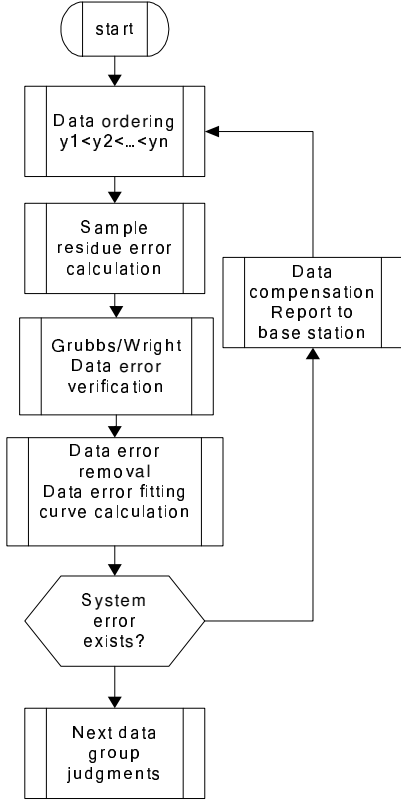 start
Data ordering
y1<y2<...<yn
Sample
residue error
calculation
Grubbs/Wright
Data error
verification
Data error
removal
Data error fitting
curve calculation
System
error
exists?
Next data
group
judgments
Data
compensation
Report to
base station